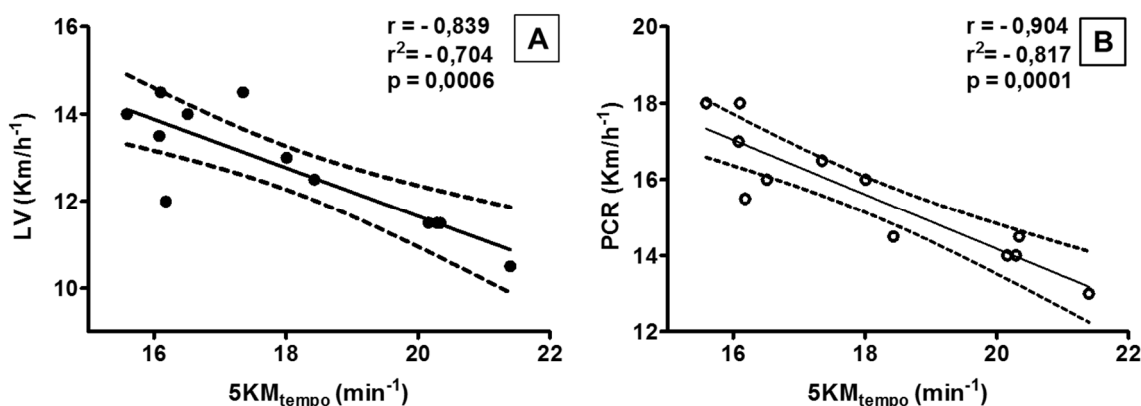 r = - 0,839
r²= - 0,704
p = 0,0006
A
16
14
12
10
LV (Km/h⁻¹)
16 18 20 22
5KMtempo (min⁻¹)
r = - 0,904
r²= - 0,817
p = 0,0001
B
20
18
16
14
12
PCR (Km/h⁻¹)
16 18 20 22
5KMtempo (min⁻¹)